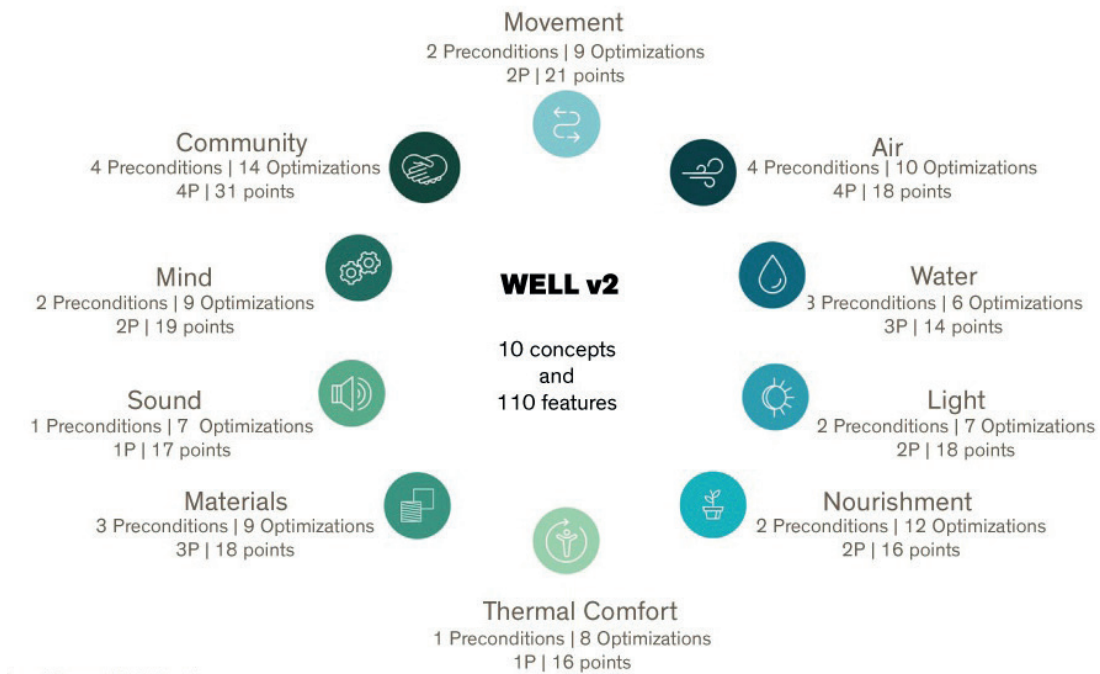 Movement
2 Preconditions | 9 Optimizations
2P | 21 points
Community
4 Preconditions | 14 Optimizations
4P | 31 points
Air
4 Preconditions | 10 Optimizations
4P | 18 points
Mind
2 Preconditions | 9 Optimizations
2P | 19 points
WELL v2
10 concepts
and
110 features
Water
3 Preconditions | 6 Optimizations
3P | 14 points
Sound
1 Preconditions | 7 Optimizations
1P | 17 points
Light
2 Preconditions | 7 Optimizations
2P | 18 points
Materials
3 Preconditions | 9 Optimizations
3P | 18 points
Nourishment
2 Preconditions | 12 Optimizations
2P | 16 points
Thermal Comfort
1 Preconditions | 8 Optimizations
1P | 16 points